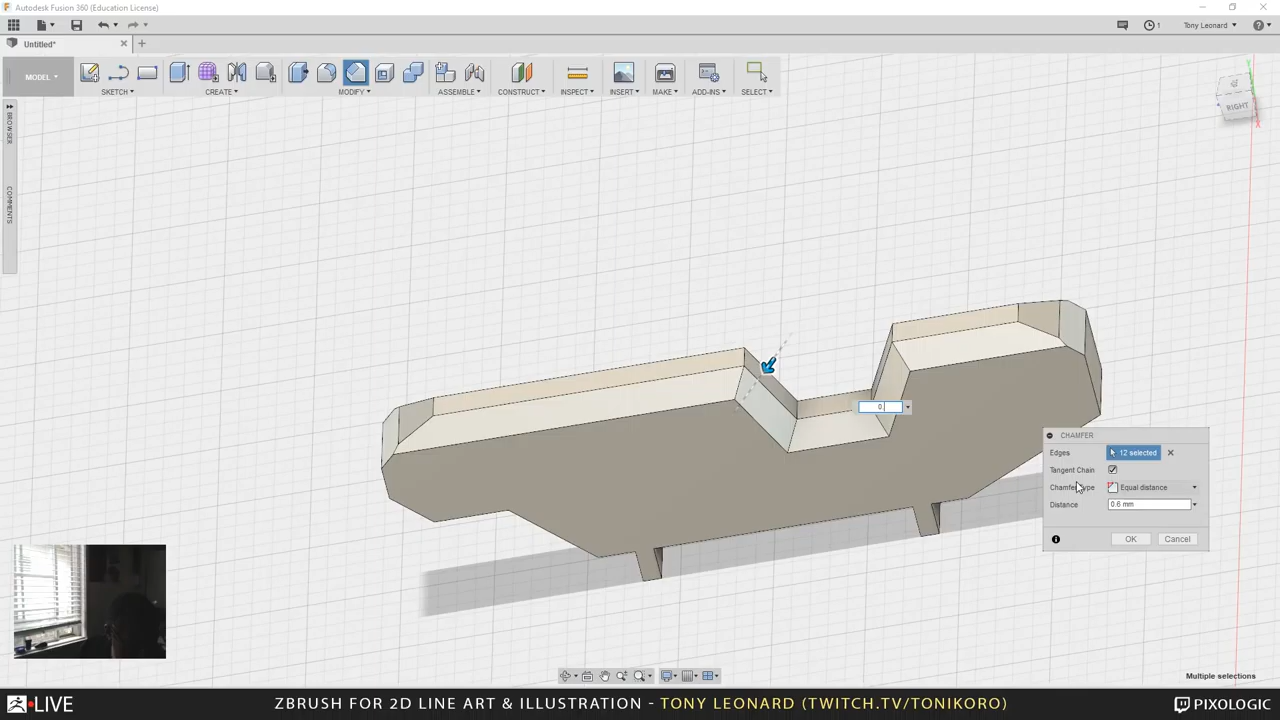 Autodesk Fusion 360 (Education License)
1
Tony Leonard
Untitled*
MODEL
SKETCH
CREATE
MODIFY
ASSEMBLE
CONSTRUCT
INSPECT
INSERT
MAKE
ADD-INS
SELECT
RIGHT
BROWSER
COMMENTS
0.
CHAMFER
Edges
12 selected
Tangent Chain
Chamfer Type
Equal distance
Distance
0.6 mm
OK
Cancel
Multiple selections
LIVE
ZBRUSH FOR 2D LINE ART & ILLUSTRATION - TONY LEONARD (TWITCH.TV/TONIKORO)
PIXOLOGIC